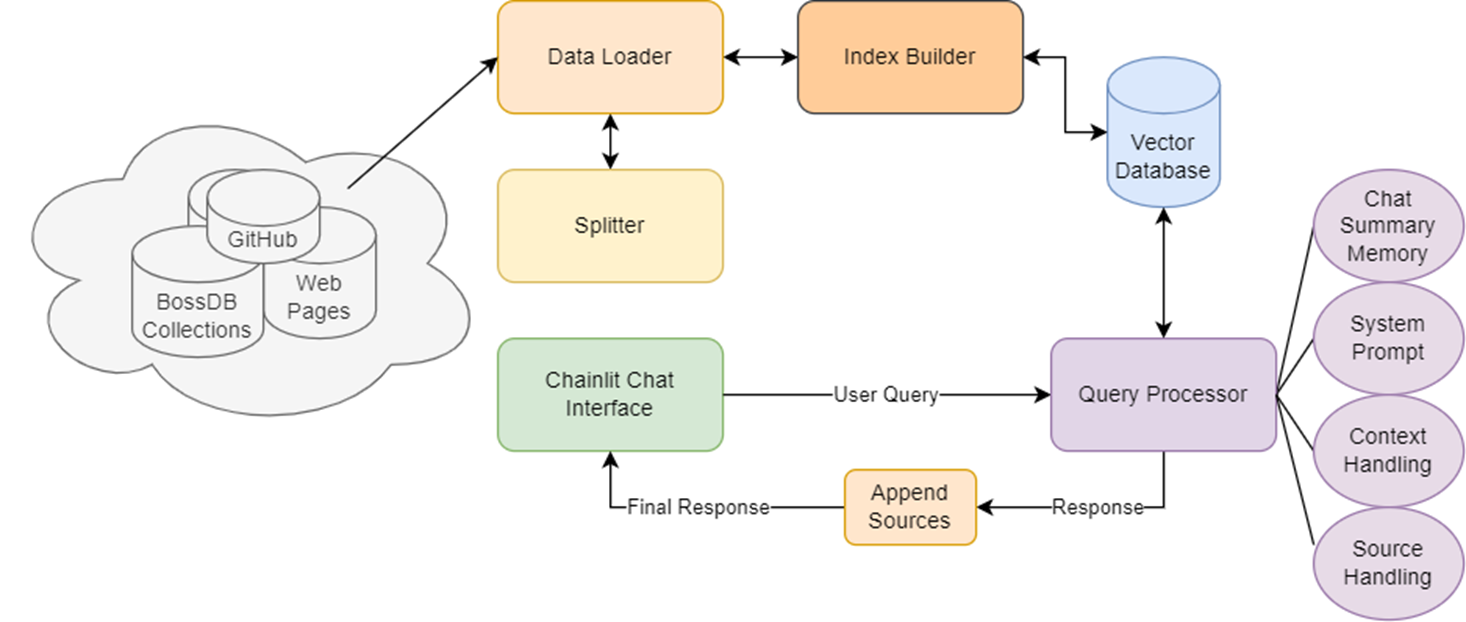 Data Loader
Index Builder
Vector
Database
Splitter
GitHub
Web
Pages
BossDB
Collections
Chat
Summary
Memory
System
Prompt
Chainlit Chat
Interface
User Query
Query Processor
Context
Handling
Append
Sources
Final Response
Response
Source
Handling